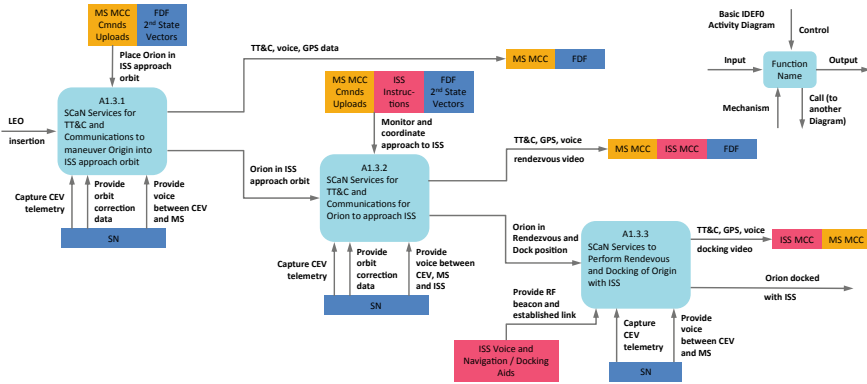 MS MCC
Cmnds
Uploads
FDF
2nd State
Vectors
Place Orion in
ISS approach
orbit
A1.3.1
SCaN Services for
TT&C and
Communications to
maneuver Origin into
ISS approach orbit
LEO
insertion
Capture CEV
telemetry
Provide
orbit
correction
data
Provide
voice
between CEV
and MS
SN
TT&C, voice, GPS data
MS MCC
FDF
Orion in ISS
approach orbit
MS MCC
Cmnds
Uploads
ISS
Instruc-
tions
FDF
2nd State
Vectors
Monitor and
coordinate
approach to ISS
A1.3.2
SCaN Services for
TT&C and
Communications for
Orion to approach ISS
Capture CEV
telemetry
Provide
orbit
correction
data
Provide
voice between
CEV, MS
and ISS
SN
TT&C, GPS, voice
rendezvous video
MS MCC
ISS MCC
FDF
Orion in
Rendezvous and
Dock position
A1.3.3
SCaN Services to
Perform Rendevous
and Docking of Origin
with ISS
TT&C, GPS, voice
docking video
ISS MCC
MS MCC
Orion docked
with ISS
Provide RF
beacon and
established link
ISS Voice and
Navigation / Docking
Aids
Capture
CEV
telemetry
Provide
voice
between CEV
and MS
SN
Basic IDEF0
Activity Diagram
Control
Input
Function
Name
Output
Mechanism
Call (to
another
Diagram)